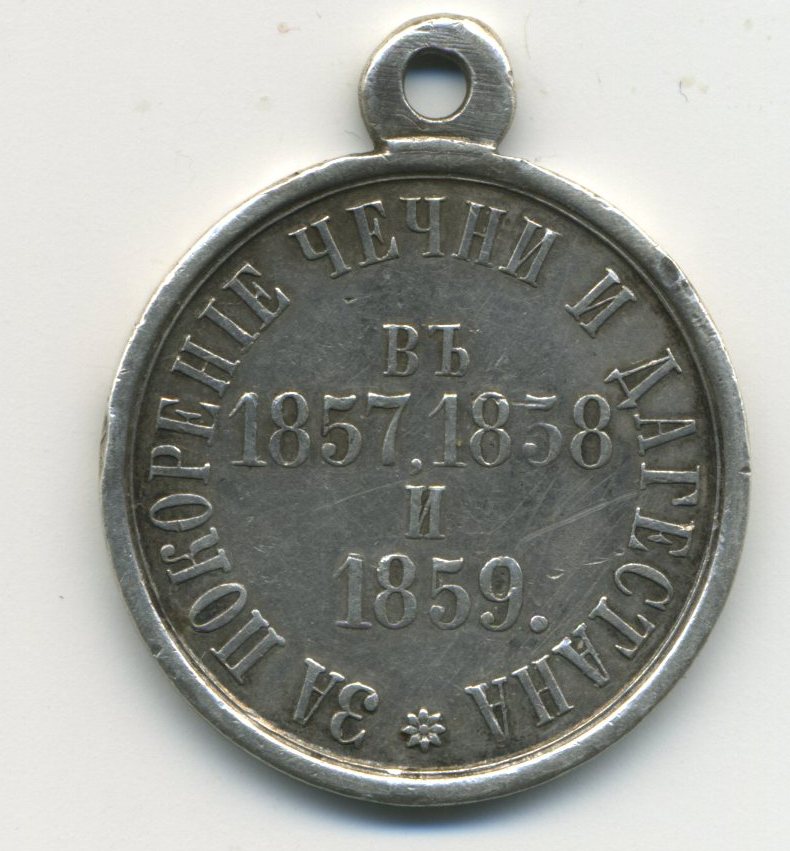 ЗА ПОКОРЕНІЕ ЧЕЧНИ И ДАГЕСТАНА
ВЪ
1857, 1858
И
1859.